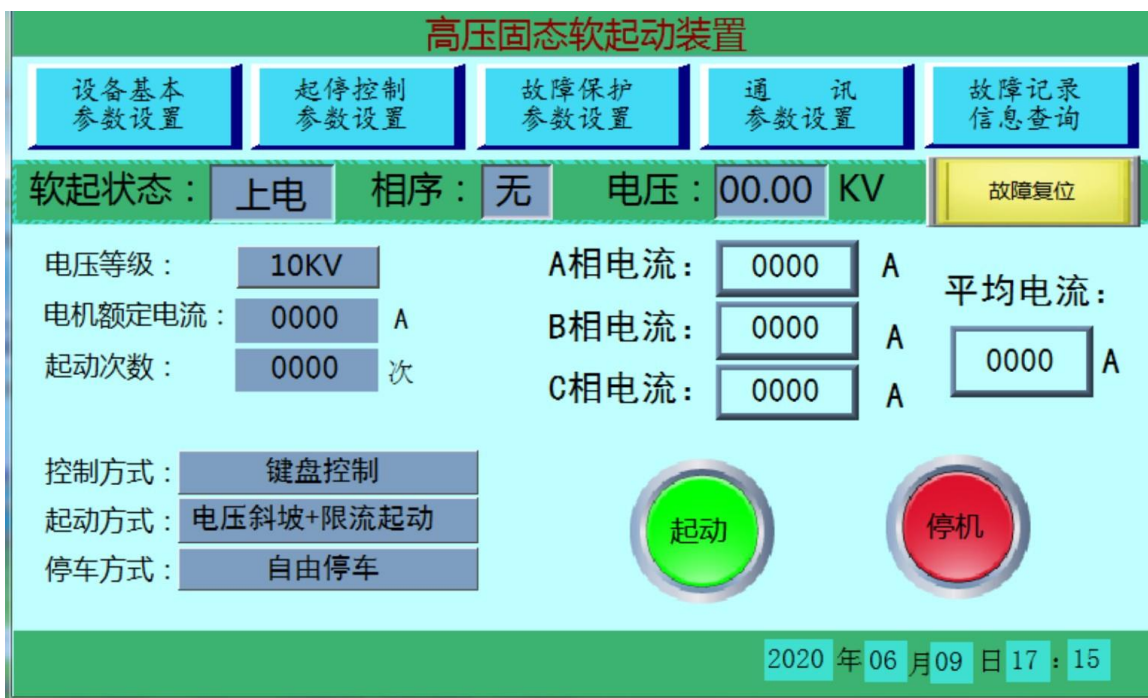 高压固态软起动装置
设备基本 起停控制 故障保护 通 讯 故障记录
参数设置 参数设置 参数设置 参数设置 信息查询
软起状态： 上电 相序： 无 电压： 00.00 KV 故障复位
电压等级： 10KV A相电流： 0000 A
平均电流：
电机额定电流： 0000 A B相电流： 0000 A
0000 A
起动次数： 0000 次 C相电流： 0000 A
控制方式： 键盘控制
起动方式： 电压斜坡+限流起动 起动 停机
停车方式： 自由停车
2020 年 06 月 09 日 17 : 15